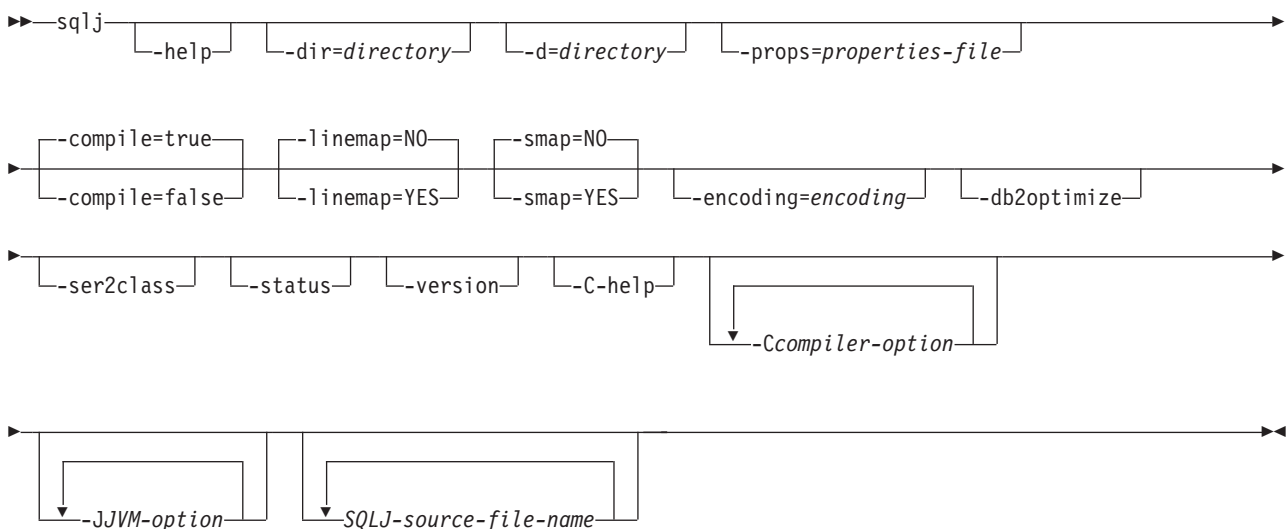 sqlj
-help
-dir=directory
-d=directory
-props=properties-file
-compile=true
-compile=false
-linemap=NO
-linemap=YES
-smap=NO
-smap=YES
-encoding=encoding
-db2optimize
-ser2class
-status
-version
-C-help
-Ccompiler-option
-JJVM-option
SQLJ-source-file-name